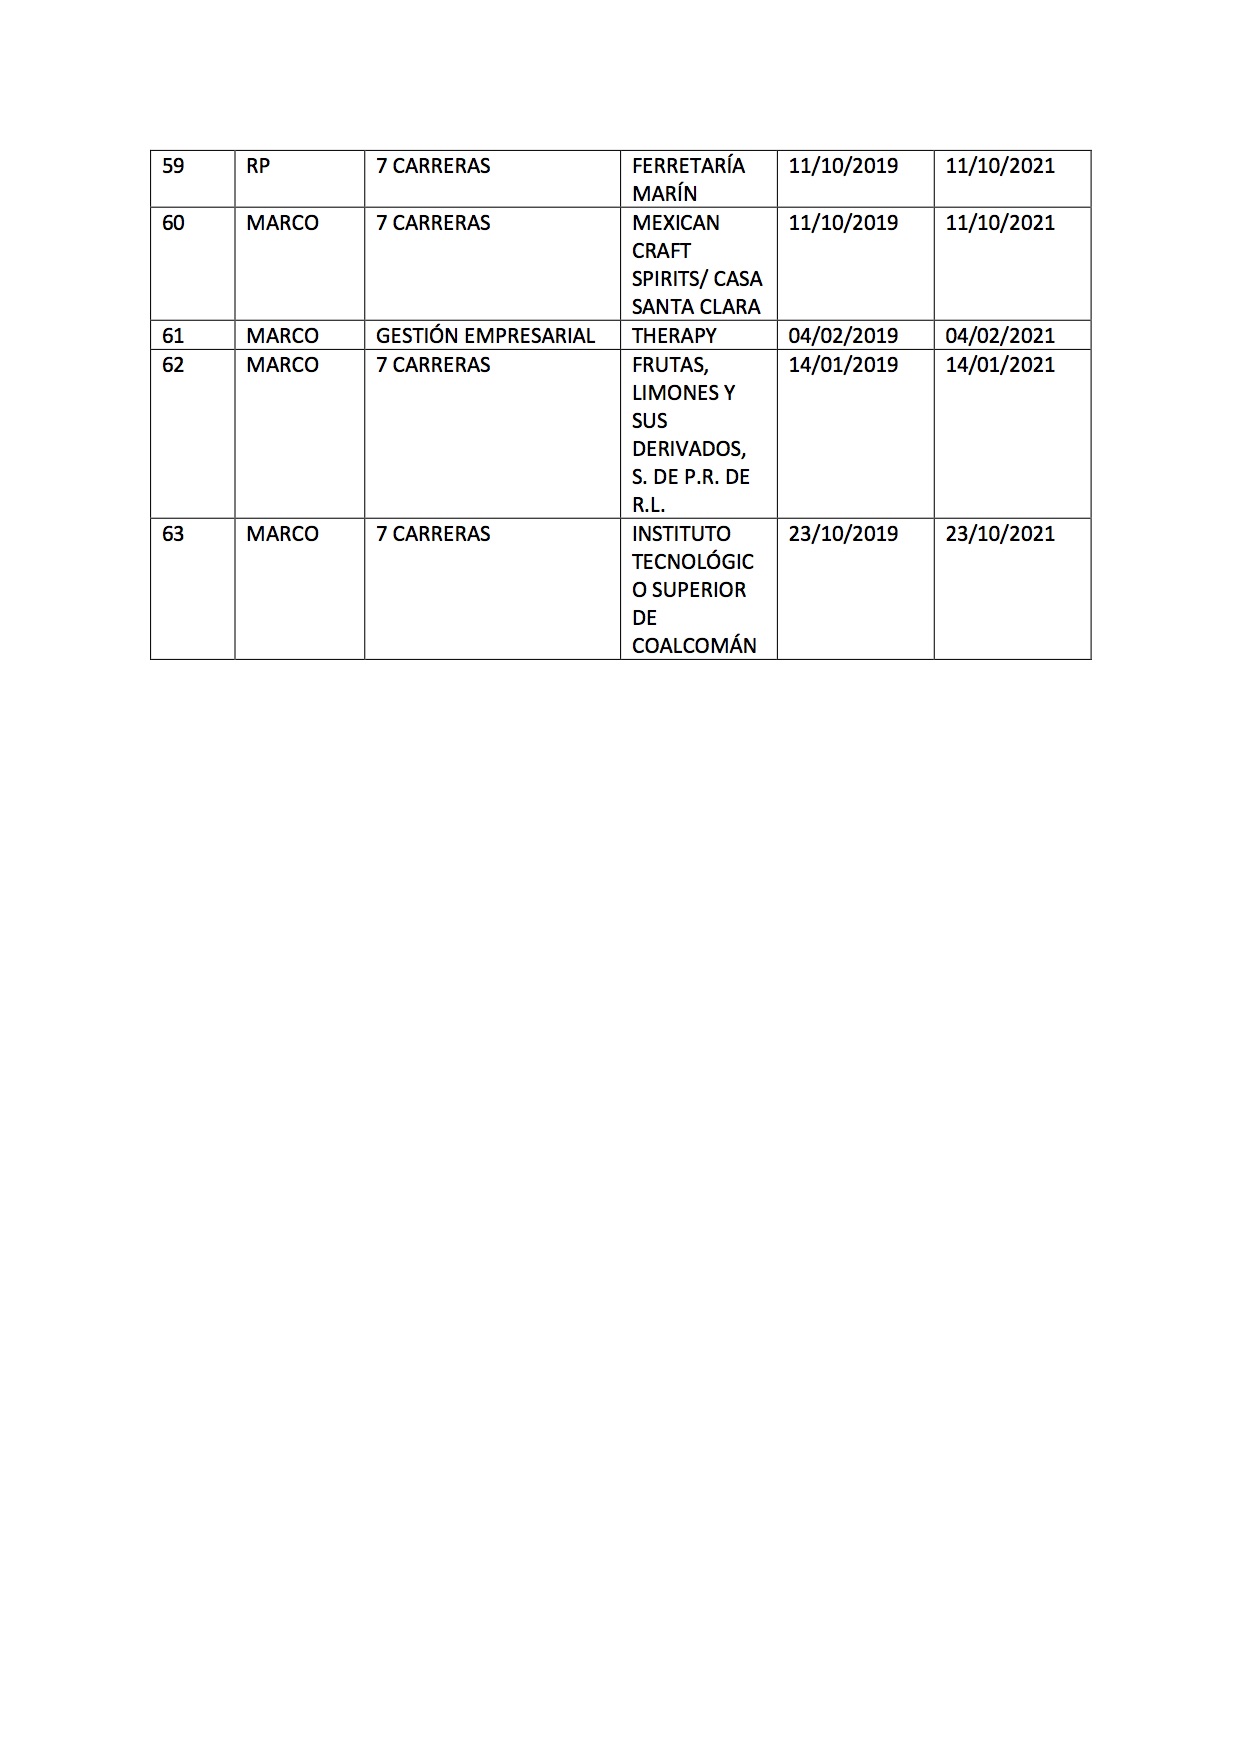 59 RP 7 CARRERAS FERRETARÍA 11/10/2019 11/10/2021
MARÍN
60 MARCO 7 CARRERAS MEXICAN 11/10/2019 11/10/2021
CRAFT
SPIRITS/ CASA
SANTA CLARA
61 MARCO GESTIÓN EMPRESARIAL THERAPY 04/02/2019 04/02/2021
62 MARCO 7 CARRERAS FRUTAS, 14/01/2019 14/01/2021
LIMONES Y
SUS
DERIVADOS,
S. DE P.R. DE
R.L.
63 MARCO 7 CARRERAS INSTITUTO 23/10/2019 23/10/2021
TECNOLÓGIC
O SUPERIOR
DE
COALCOMÁN